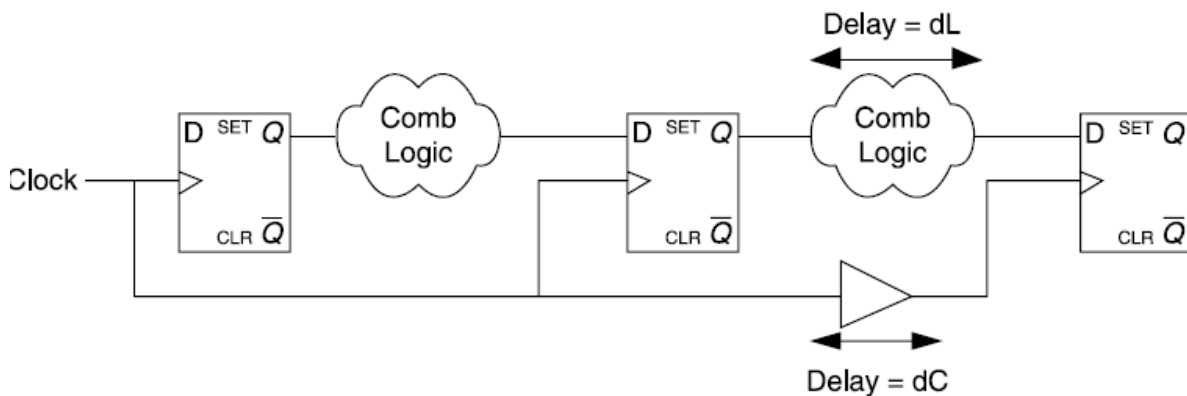 Delay = dL
D SET Q
Comb
Logic
D SET Q
Comb
Logic
D SET Q
Clock
CLR Q̅
CLR Q̅
CLR Q̅
Delay = dC